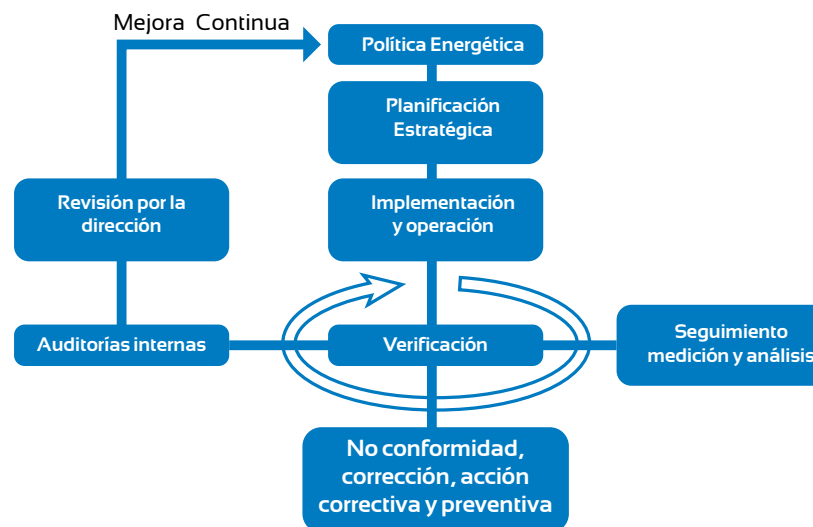 Mejora Continua
Política Energética
Planificación
Estratégica
Revisión por la
dirección
Implementación
y operación
Auditorías internas
Verificación
Seguimiento
medición y análisis
No conformidad,
corrección, acción
correctiva y preventiva